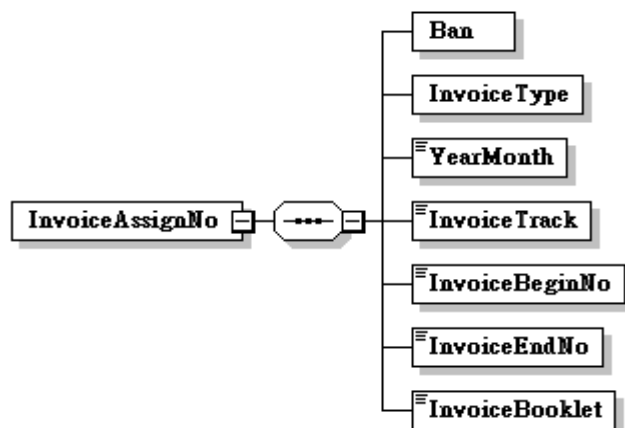 Ban
InvoiceType
YearMonth
InvoiceAssignNo
InvoiceTrack
InvoiceBeginNo
InvoiceEndNo
InvoiceBooklet